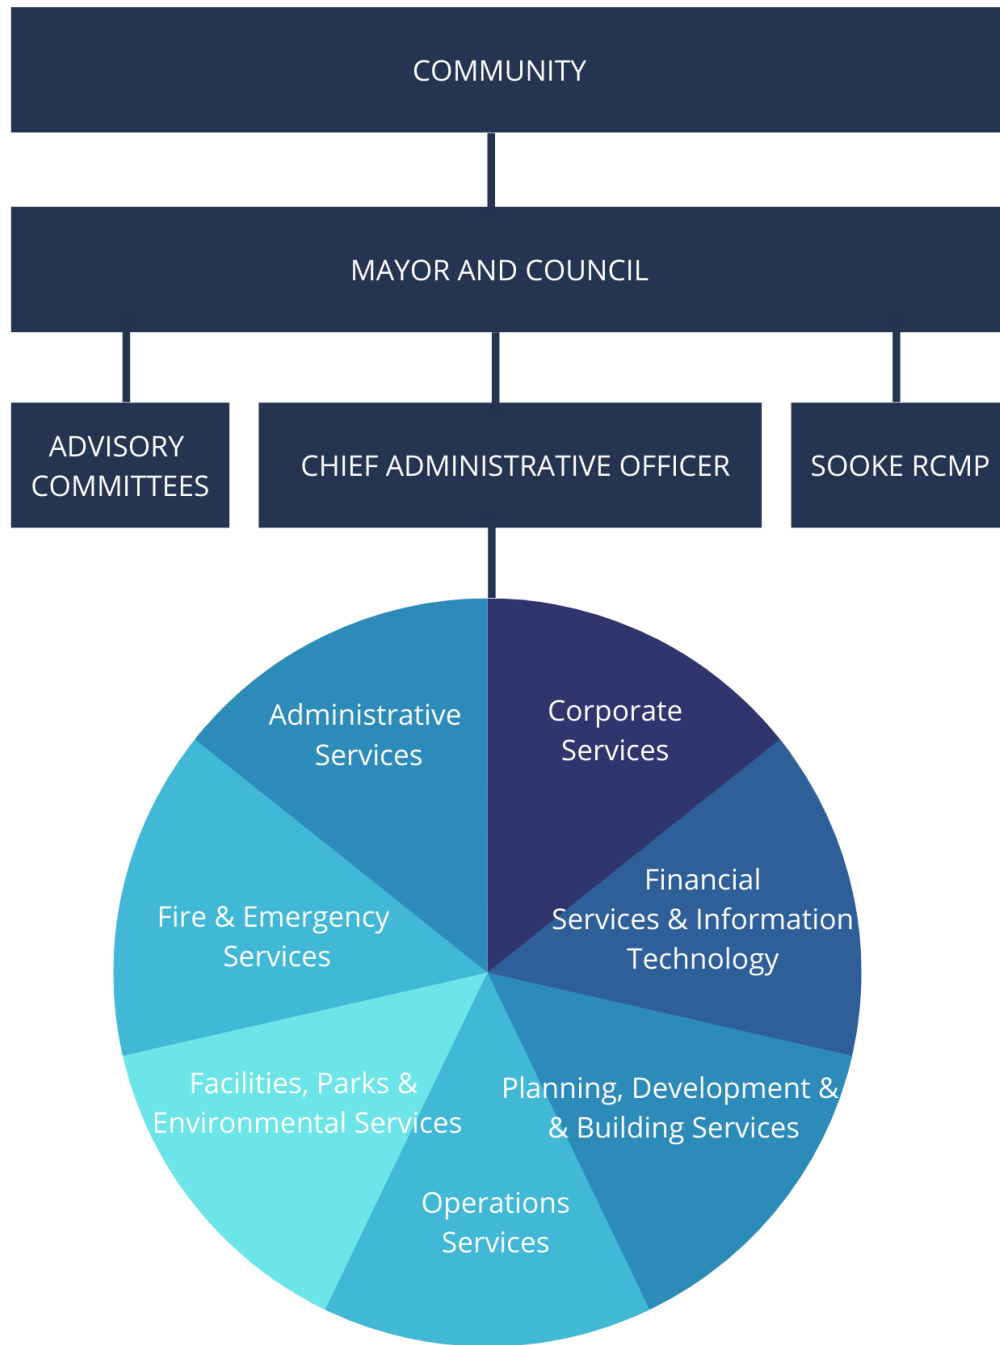 COMMUNITY
MAYOR AND COUNCIL
ADVISORY
COMMITTEES
CHIEF ADMINISTRATIVE OFFICER
SOOKE RCMP
Administrative
Services
Corporate
Services
Financial
Services & Information
Technology
Fire & Emergency
Services
Facilities, Parks &
Environmental Services
Planning, Development &
& Building Services
Operations
Services